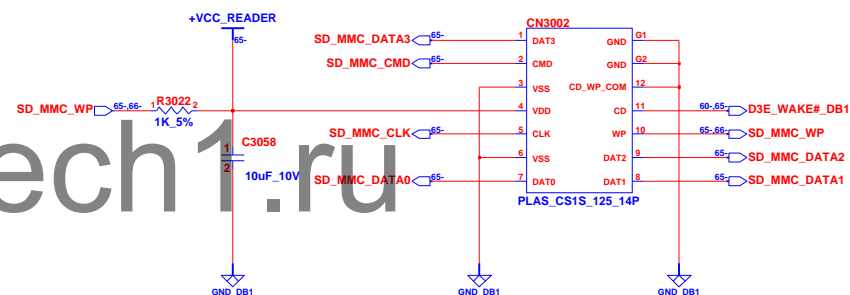 +VCC_READER
65-
CN3002
SD_MMC_DATA3 65- 1 DAT3 GND G1
SD_MMC_CMD 65- 2 CMD GND G2
3 VSS CD_WP_COM 12
SD_MMC_WP 65-,66- 1 R3022 2 4 VDD CD 11 60-,65- D3E_WAKE#_DB1
1K_5%
SD_MMC_CLK 65- 5 CLK WP 10 65-,66- SD_MMC_WP
C3058
1
2
6 VSS DAT2 9 65- SD_MMC_DATA2
10uF_10V
SD_MMC_DATA0 65- 7 DAT0 DAT1 8 65- SD_MMC_DATA1
PLAS_CS1S_125_14P
ech1.ru
GND_DB1 GND_DB1 GND_DB1